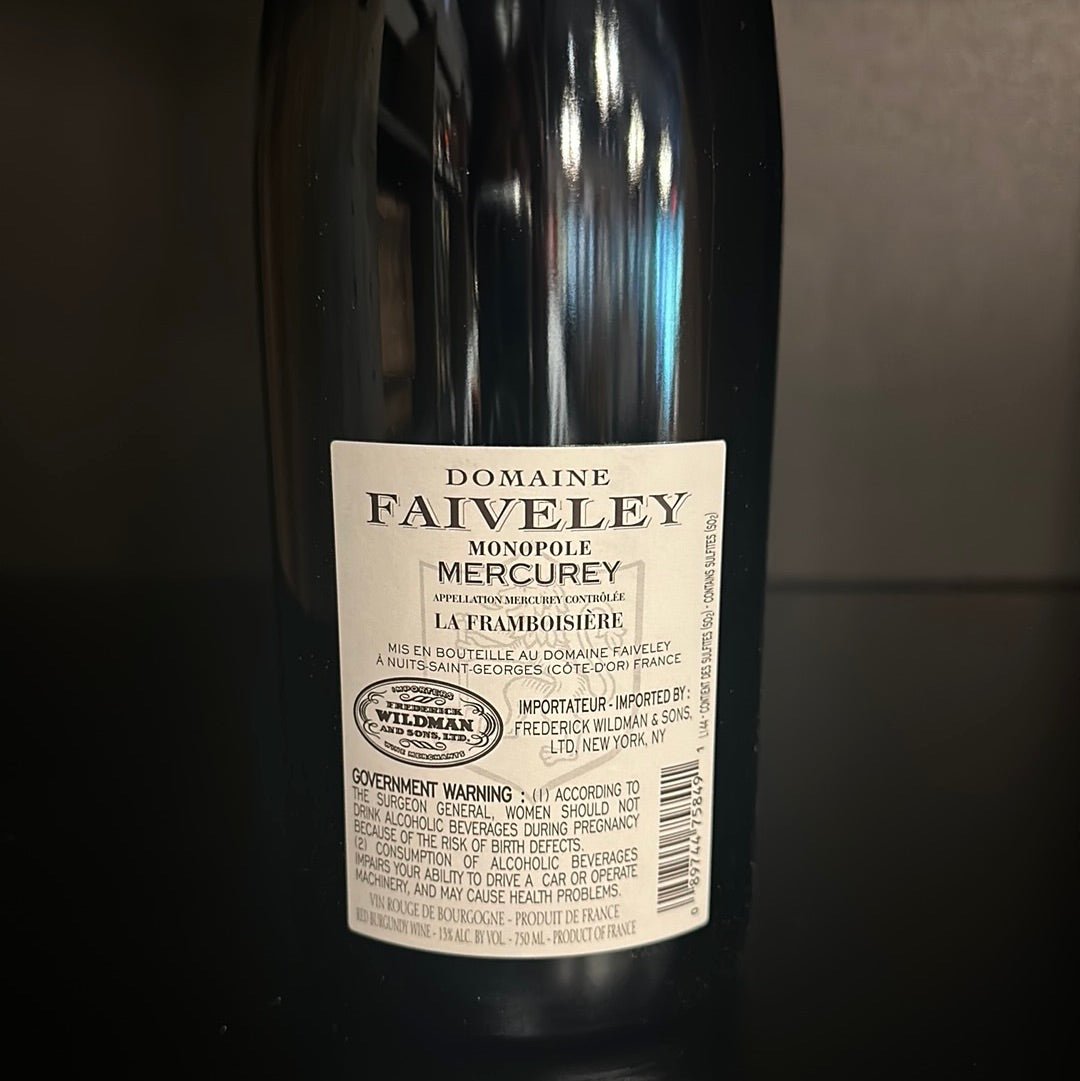 DOMAINE
FAIVELEY
MONOPOLE
MERCUREY
APPELLATION MERCUREY CONTRÔLÉE
LA FRAMBOISIÈRE
MIS EN BOUTEILLE AU DOMAINE FAIVELEY
À NUITS-SAINT-GEORGES (CÔTE-D'OR) FRANCE
IMPORTERS
FREDERICK
WILDMAN
AND SONS, LTD.
WINE MERCHANTS
IMPORTATEUR - IMPORTED BY :
FREDERICK WILDMAN & SONS,
LTD, NEW YORK, NY
GOVERNMENT WARNING : (1) ACCORDING TO
THE SURGEON GENERAL, WOMEN SHOULD NOT
DRINK ALCOHOLIC BEVERAGES DURING PREGNANCY
BECAUSE OF THE RISK OF BIRTH DEFECTS.
(2) CONSUMPTION OF ALCOHOLIC BEVERAGES
IMPAIRS YOUR ABILITY TO DRIVE A CAR OR OPERATE
MACHINERY, AND MAY CAUSE HEALTH PROBLEMS.
VIN ROUGE DE BOURGOGNE - PRODUIT DE FRANCE
RED BURGUNDY WINE - 13% ALC. BY VOL. - 750 ML - PRODUCT OF FRANCE
L144 - CONTIENT DES SULFITES (SO2) - CONTAINS SULFITES (SO2)
0 89744 75849 1